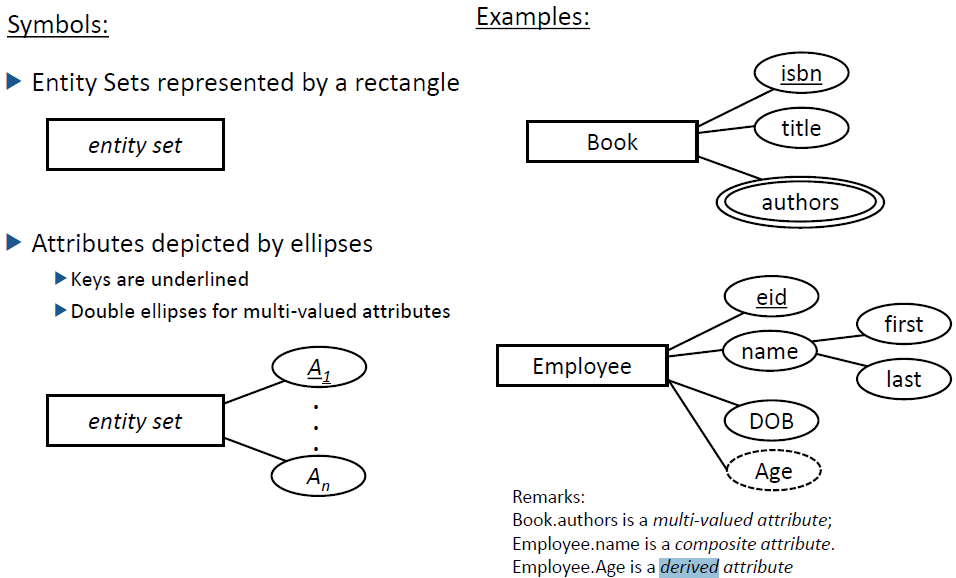 Symbols:
Entity Sets represented by a rectangle
entity set
Attributes depicted by ellipses
Keys are underlined
Double ellipses for multi-valued attributes
entity set
A1
.
.
.
An
Examples:
Book
isbn
title
authors
Employee
eid
name
first
last
DOB
Age
Remarks:
Book.authors is a multi-valued attribute;
Employee.name is a composite attribute.
Employee.Age is a derived attribute